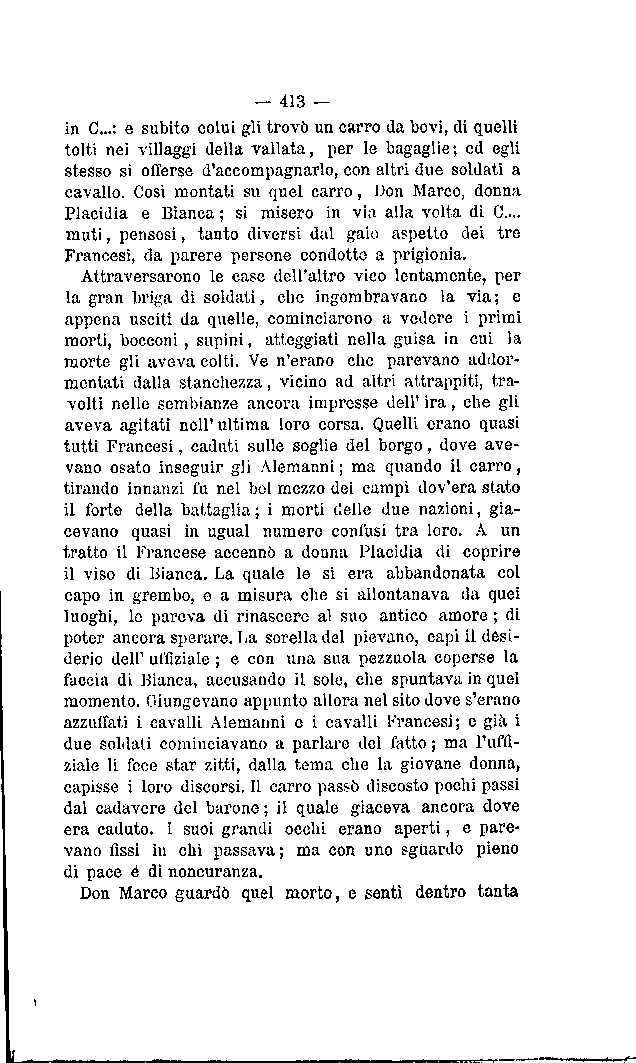 — 413 —
in C...: e subito colui gli trovò un carro da bovi, di quelli
tolti nei villaggi della vallata, per le bagaglie; ed egli
stesso si offerse d'accompagnarlo, con altri due soldati a
cavallo. Così montati su quel carro, Don Marco, donna
Placidia e Bianca; si misero in via alla volta di C....
muti, pensosi, tanto diversi dal gaio aspetto dei tre
Francesi, da parere persone condotte a prigionia.
Attraversarono le case dell'altro vico lentamente, per
la gran briga di soldati, che ingombravano la via; e
appena usciti da quelle, cominciarono a vedere i primi
morti, bocconi, supini, atteggiati nella guisa in cui la
morte gli aveva colti. Ve n'erano che parevano addor-
mentati dalla stanchezza, vicino ad altri attrappiti, tra-
volti nelle sembianze ancora impresse dell'ira, che gli
aveva agitati nell'ultima loro corsa. Quelli erano quasi
tutti Francesi, caduti sulle soglie del borgo, dove ave-
vano osato inseguir gli Alemanni; ma quando il carro,
tirando innanzi fu nel bel mezzo dei campi dov'era stato
il forte della battaglia; i morti delle due nazioni, gia-
cevano quasi in ugual numero confusi tra loro. A un
tratto il Francese accennò a donna Placidia di coprire
il viso di Bianca. La quale le si era abbandonata col
capo in grembo, e a misura che si allontanava da quei
luoghi, le pareva di rinascere al suo antico amore; di
poter ancora sperare. La sorella del pievano, capì il desi-
derio dell'uffiziale; e con una sua pezzuola coperse la
faccia di Bianca, accusando il sole, che spuntava in quel
momento. Giungevano appunto allora nel sito dove s'erano
azzuffati i cavalli Alemanni e i cavalli Francesi; e già i
due soldati cominciavano a parlare del fatto; ma l'uffi-
ziale li fece star zitti, dalla tema che la giovane donna,
capisse i loro discorsi. Il carro passò discosto pochi passi
dal cadavere del barone; il quale giaceva ancora dove
era caduto. I suoi grandi occhi erano aperti, e pare-
vano fissi in chi passava; ma con uno sguardo pieno
di pace é di noncuranza.
Don Marco guardò quel morto, e sentì dentro tanta